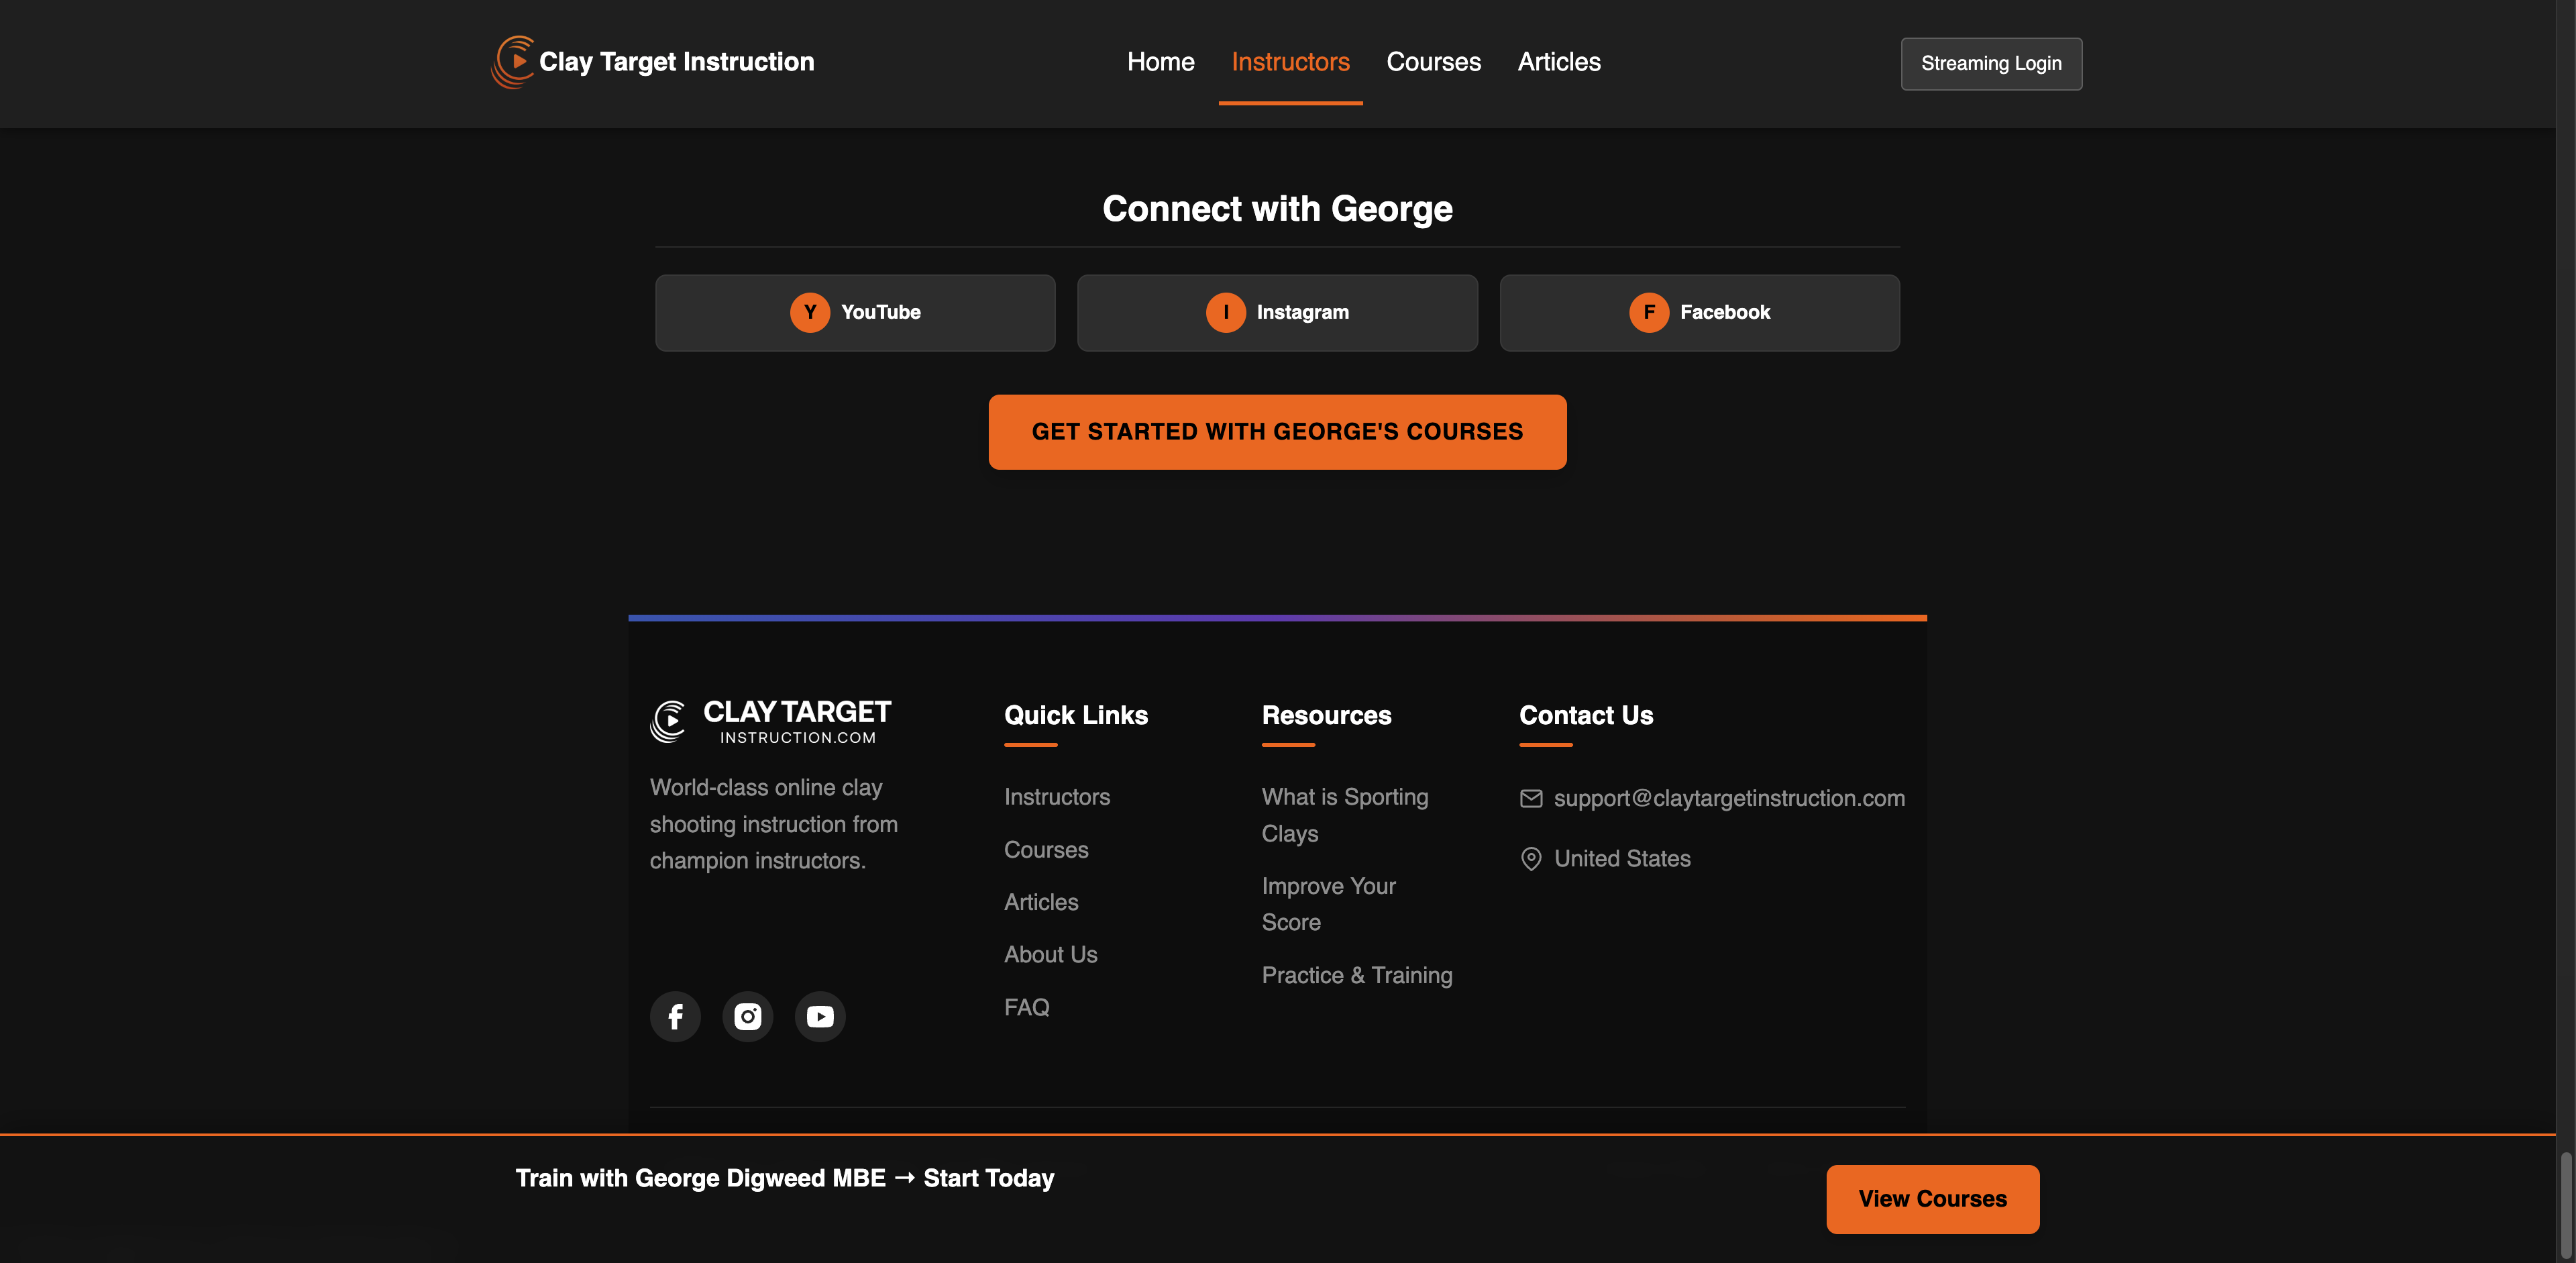 Clay Target Instruction
Home Instructors Courses Articles
Streaming Login
Connect with George
Y YouTube
I Instagram
F Facebook
GET STARTED WITH GEORGE'S COURSES
CLAY TARGET
INSTRUCTION.COM
World-class online clay
shooting instruction from
champion instructors.
Quick Links
Instructors
Courses
Articles
About Us
FAQ
Resources
What is Sporting
Clays
Improve Your
Score
Practice & Training
Contact Us
support@claytargetinstruction.com
United States
Train with George Digweed MBE → Start Today
View Courses